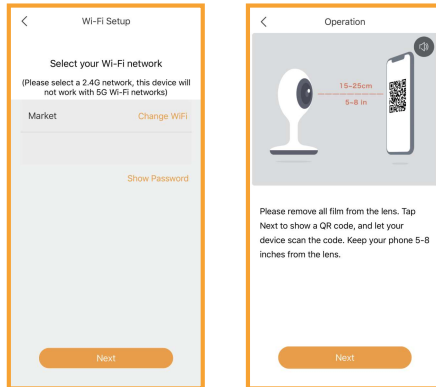 Wi-Fi Setup
Select your Wi-Fi network
(Please select a 2.4G network, this device will
not work with 5G Wi-Fi networks)
Market Change WiFi
Show Password
Next
Operation
15-25cm
5-8 in
Please remove all film from the lens. Tap
Next to show a QR code, and let your
device scan the code. Keep your phone 5-8
inches from the lens.
Next